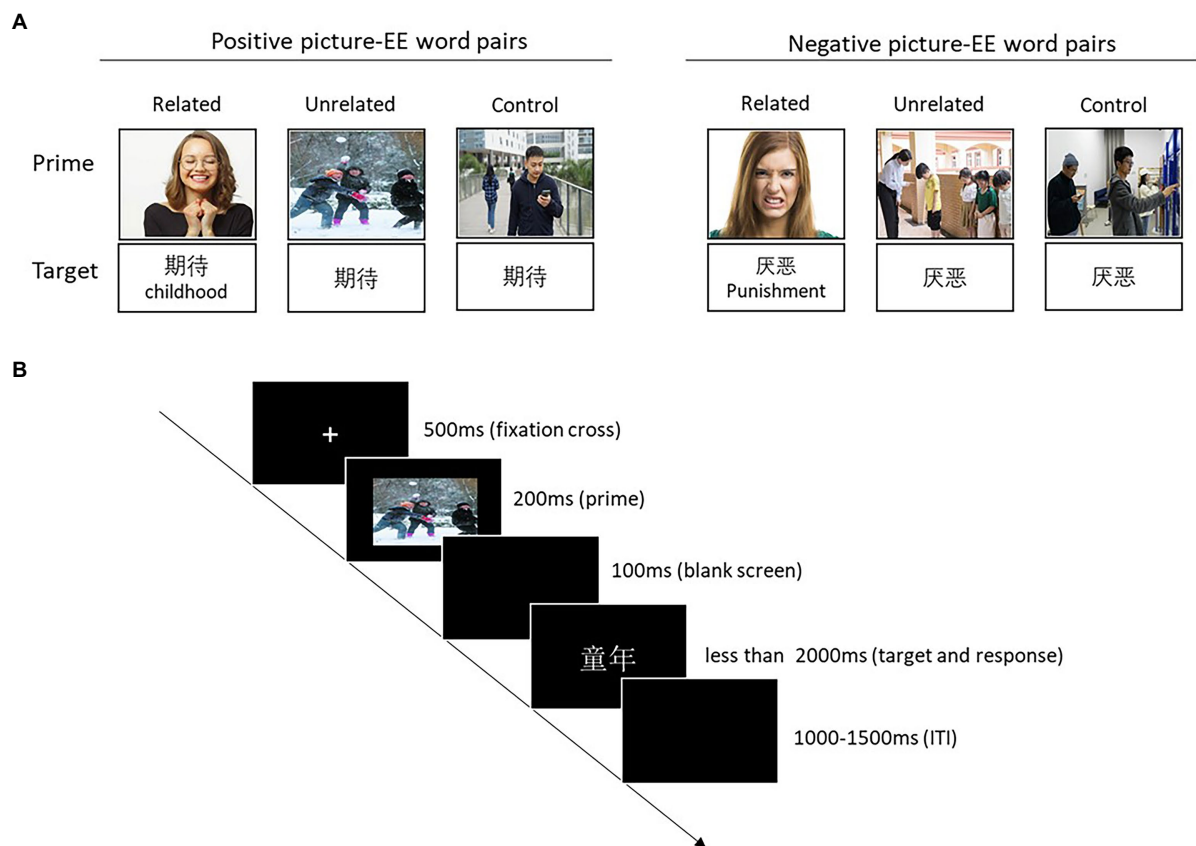 A
Positive picture-EE word pairs
Negative picture-EE word pairs
Related
Unrelated
Control
Related
Unrelated
Control
Prime
Target
期待
childhood
期待
期待
厌恶
Punishment
厌恶
厌恶
B
+
500ms (fixation cross)
200ms (prime)
100ms (blank screen)
童年
less than 2000ms (target and response)
1000-1500ms (ITI)